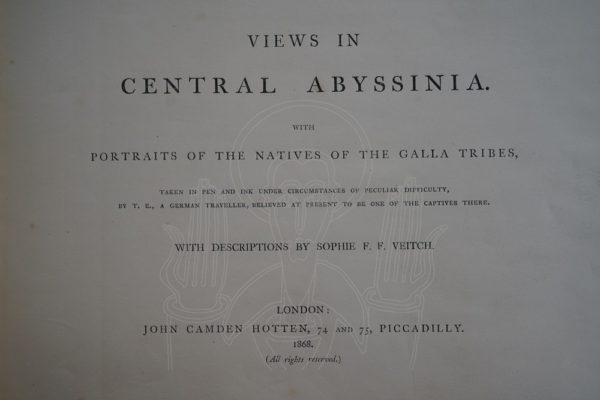 VIEWS IN
CENTRAL ABYSSINIA.
WITH
PORTRAITS OF THE NATIVES OF THE GALLA TRIBES,
TAKEN IN PEN AND INK UNDER CIRCUMSTANCES OF PECULIAR DIFFICULTY,
BY T. E., A GERMAN TRAVELLER, BELIEVED AT PRESENT TO BE ONE OF THE CAPTIVES THERE.
WITH DESCRIPTIONS BY SOPHIE F. F. VEITCH.
LONDON:
JOHN CAMDEN HOTTEN, 74 AND 75, PICCADILLY.
1868.
(All rights reserved.)